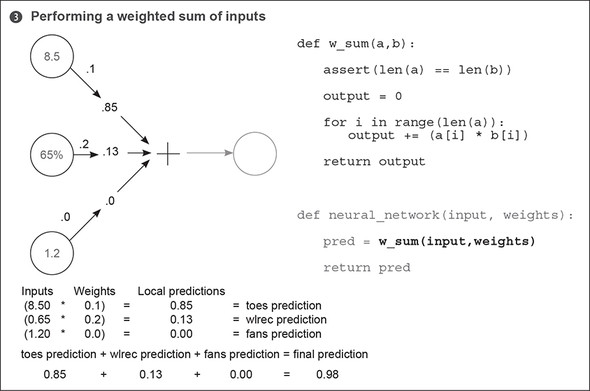 3 Performing a weighted sum of inputs
8.5
.1
.85
65%
.2
.13
.0
.0
1.2
def w_sum(a,b):
assert(len(a) == len(b))
output = 0
for i in range(len(a)):
output += (a[i] * b[i])
return output
def neural_network(input, weights):
pred = w_sum(input,weights)
return pred
Inputs Weights Local predictions
(8.50 * 0.1) = 0.85 = toes prediction
(0.65 * 0.2) = 0.13 = wlrec prediction
(1.20 * 0.0) = 0.00 = fans prediction
toes prediction + wlrec prediction + fans prediction = final prediction
0.85 + 0.13 + 0.00 = 0.98